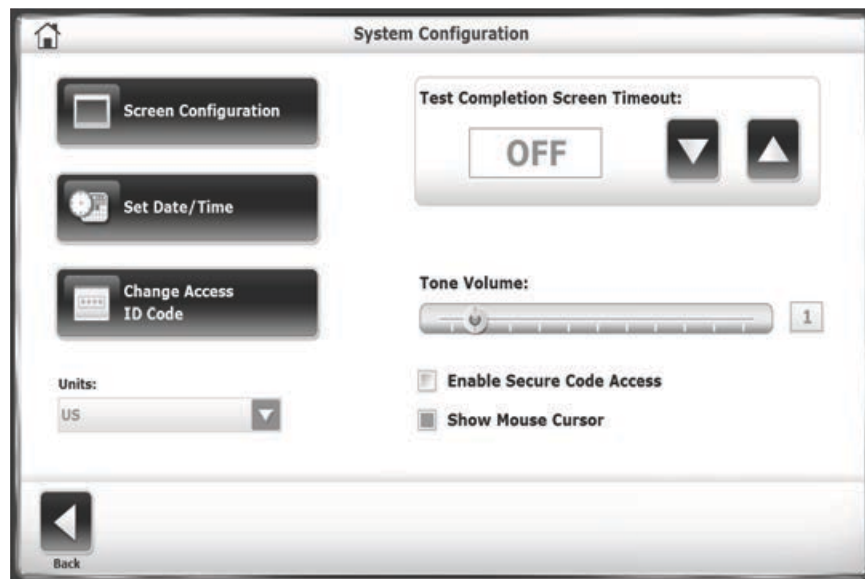 System Configuration
Screen Configuration
Set Date/Time
Change Access
ID Code
Units:
US
Test Completion Screen Timeout:
OFF
Tone Volume:
1
Enable Secure Code Access
Show Mouse Cursor
Back